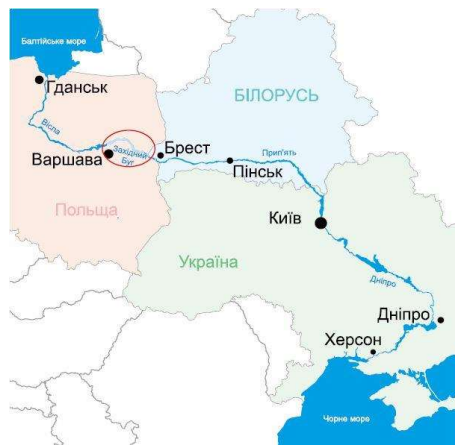 Балтійське море
Гданськ
БІЛОРУСЬ
Вісла
Варшава
Західний
Буг
Брест
Прип'ять
Пінськ
Польща
Київ
Україна
Дніпро
Дніпро
Херсон
Чорне море